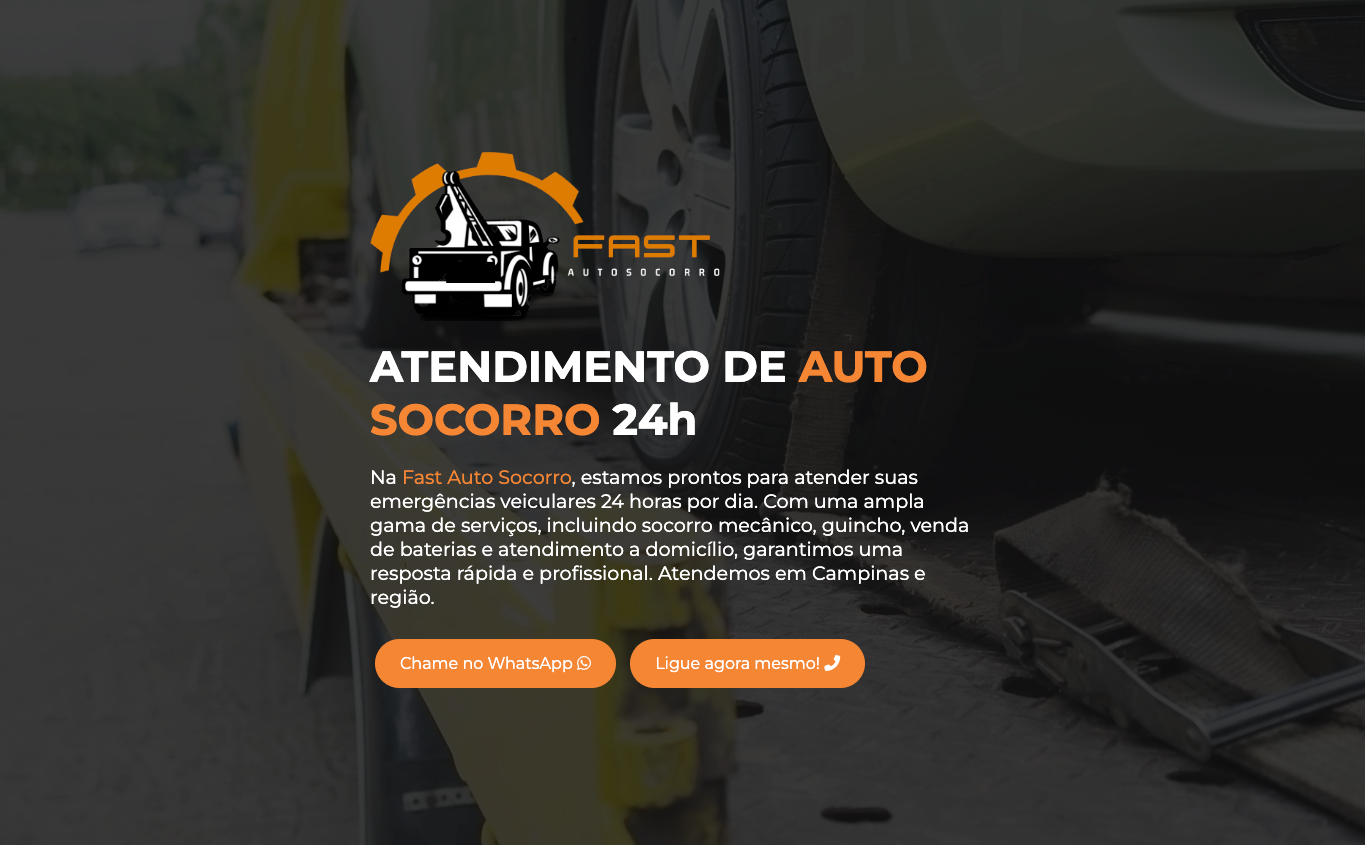 FAST
AUTOSOCORRO
ATENDIMENTO DE AUTO
SOCORRO 24h
Na Fast Auto Socorro, estamos prontos para atender suas
emergências veiculares 24 horas por dia. Com uma ampla
gama de serviços, incluindo socorro mecânico, guincho, venda
de baterias e atendimento a domicílio, garantimos uma
resposta rápida e profissional. Atendemos em Campinas e
região.
Chame no WhatsApp
Ligue agora mesmo!